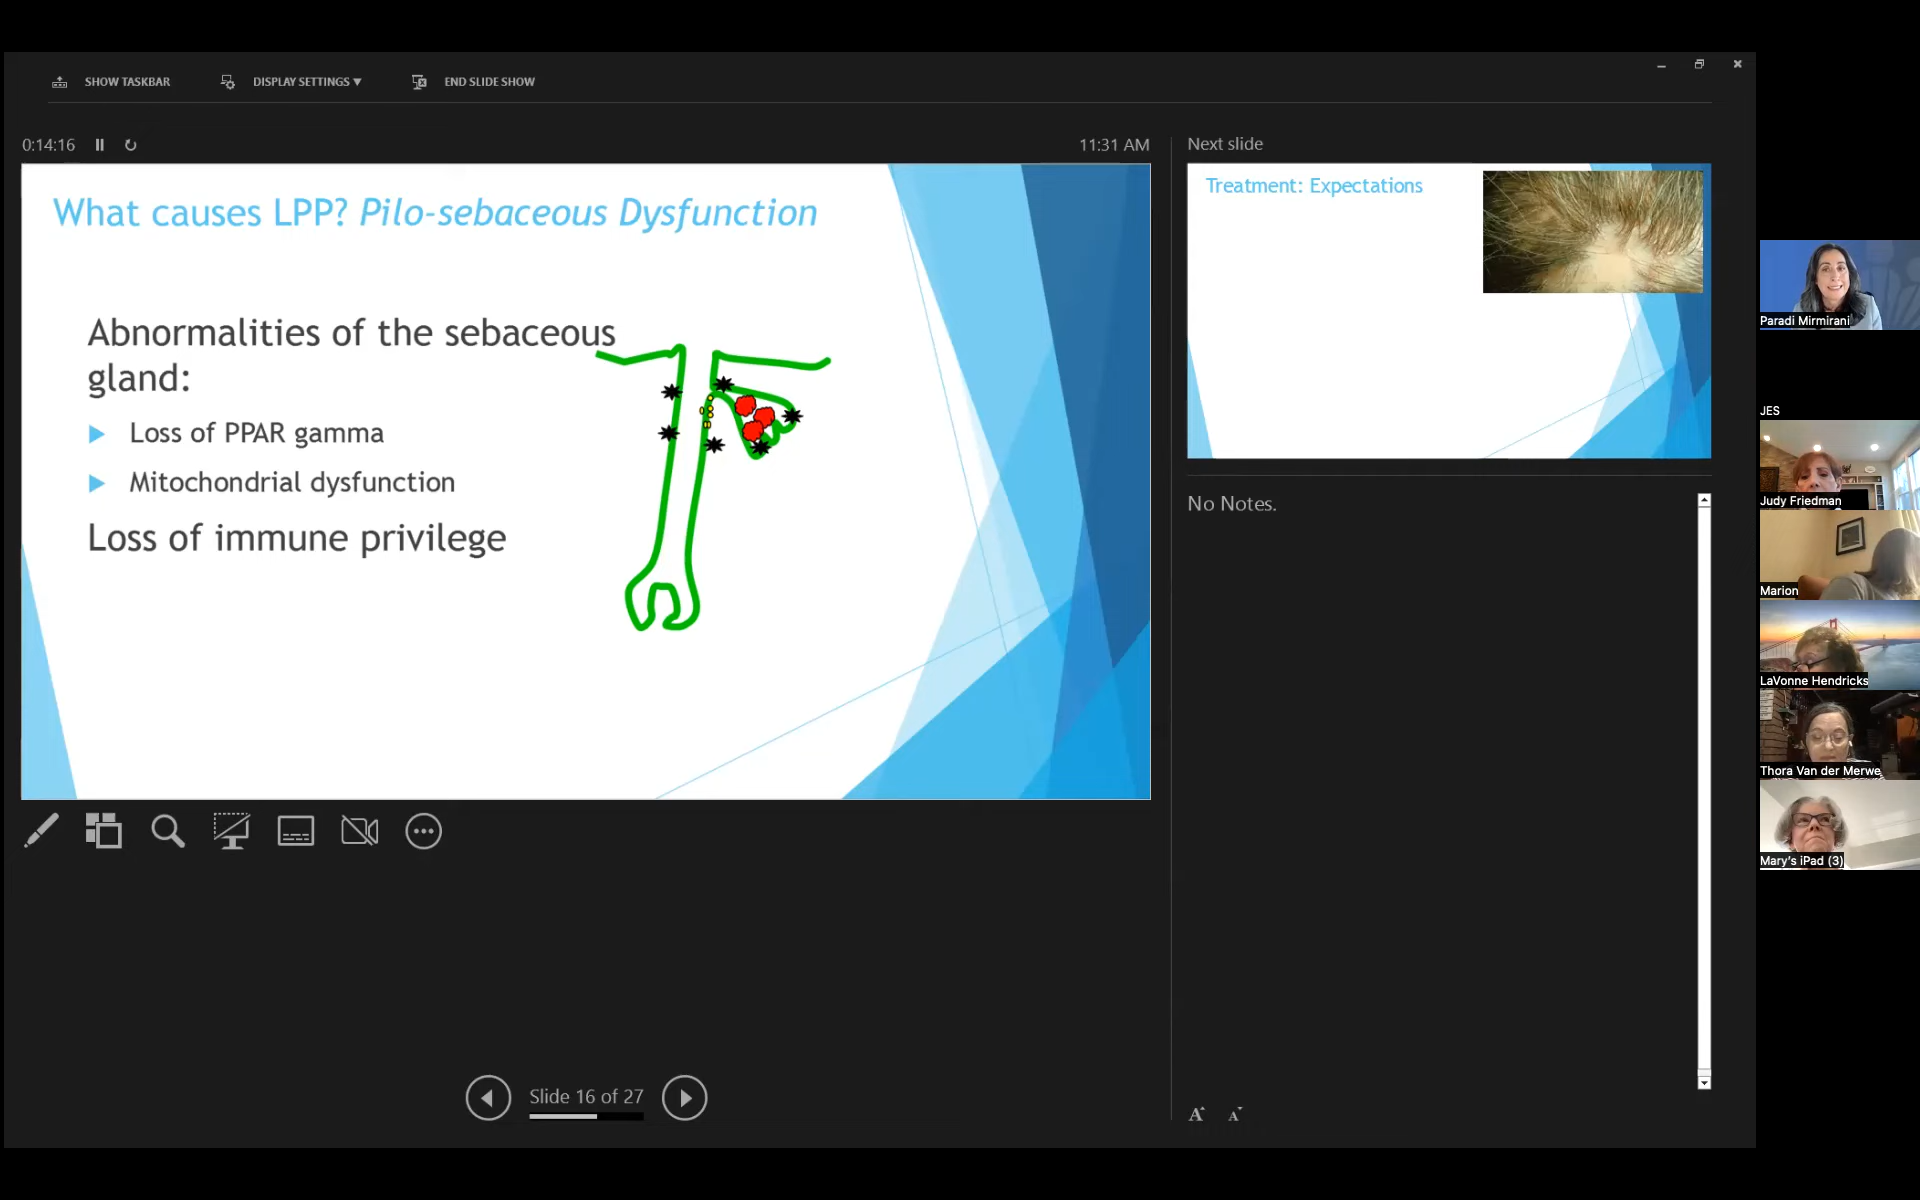 SHOW TASKBAR
DISPLAY SETTINGS ▼
END SLIDE SHOW
0:14:16
11:31 AM
What causes LPP? Pilo-sebaceous Dysfunction
Abnormalities of the sebaceous
gland:
Loss of PPAR gamma
Mitochondrial dysfunction
Loss of immune privilege
Slide 16 of 27
Next slide
Treatment: Expectations
No Notes.
A A
Paradi Mirmirani
JES
Judy Friedman
Marion
LaVonne Hendricks
Thora Van der Merwe
Mary's iPad (3)